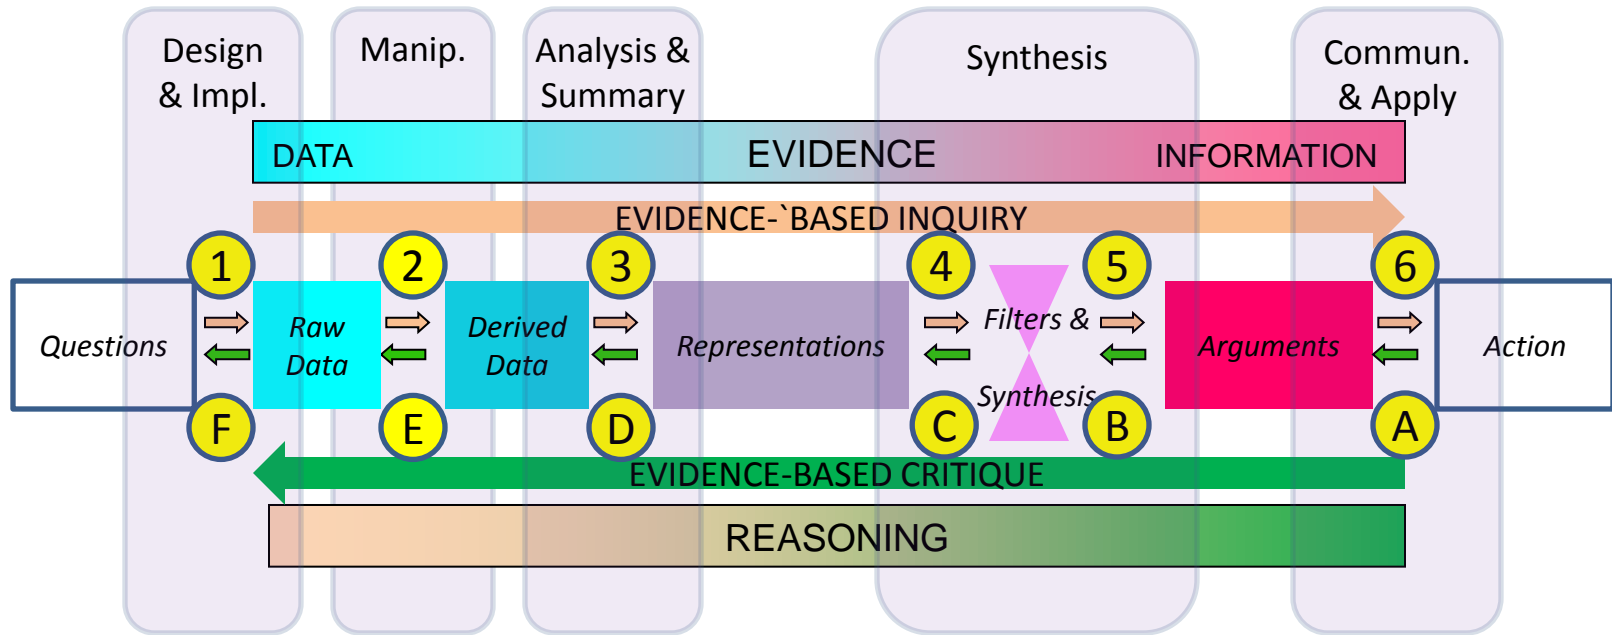 Design
& Impl.
Manip.
Analysis &
Summary
Synthesis
Commun.
& Apply
DATA
EVIDENCE
INFORMATION
EVIDENCE-`BASED INQUIRY
1
2
3
4
5
6
Questions
Raw
Data
Derived
Data
Representations
Filters &
Synthesis
Arguments
Action
F
E
D
C
B
A
EVIDENCE-BASED CRITIQUE
REASONING